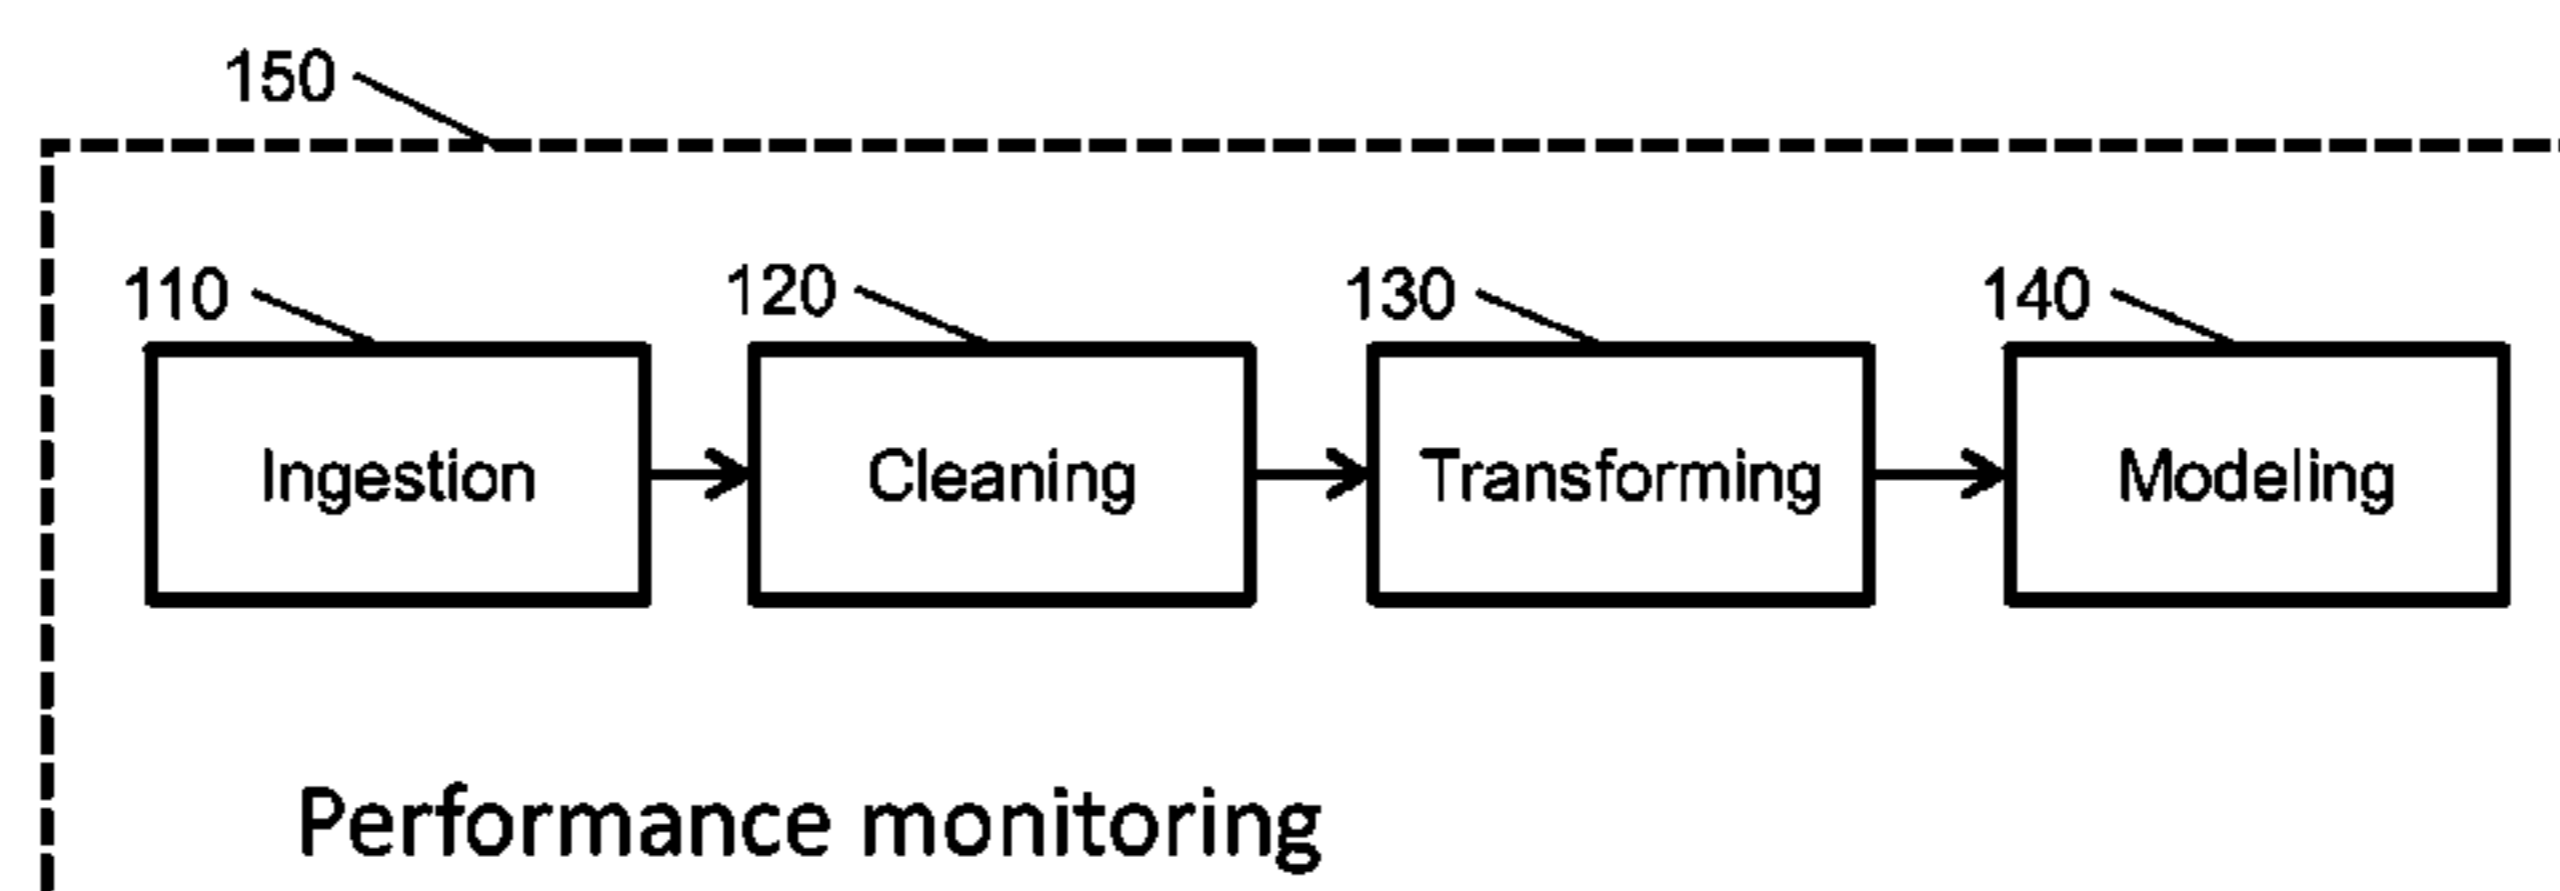 150
110 120 130 140
Ingestion Cleaning Transforming Modeling
Performance monitoring